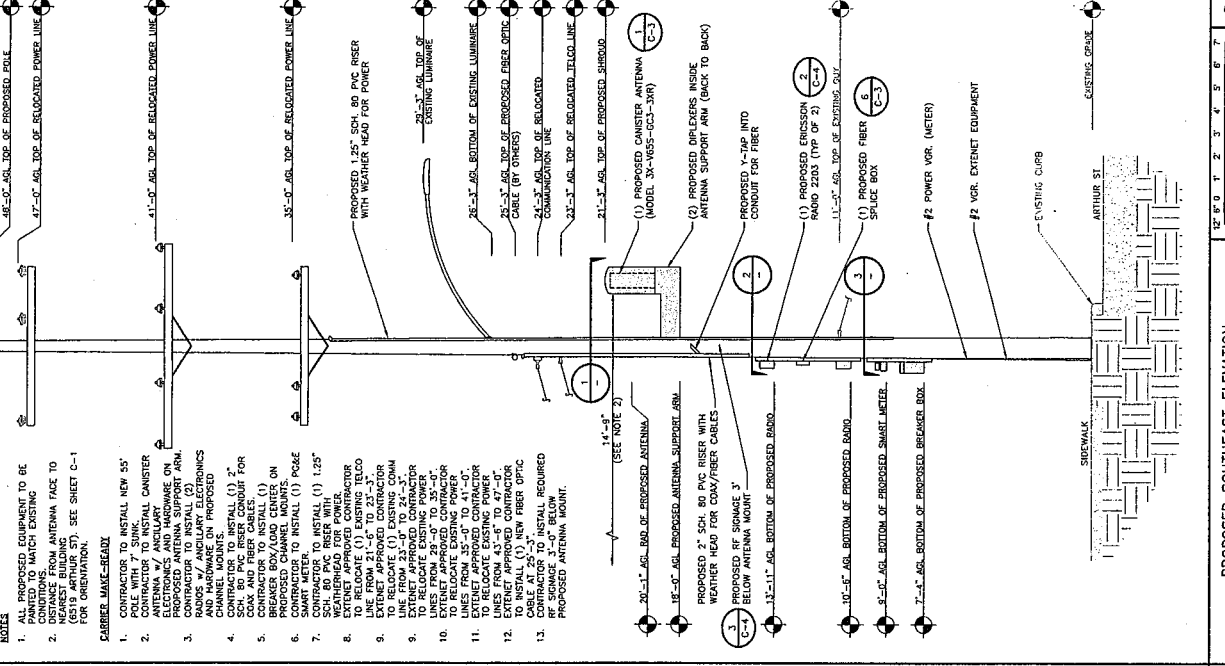 NOTES
1. ALL PROPOSED EQUIPMENT TO BE
PAINTED TO MATCH EXISTING
CONDITIONS.
2. DISTANCE FROM ANTENNA FACE TO
NEAREST BUILDING
(6519 ARTHUR ST). SEE SHEET C-1
FOR ORIENTATION.
CARRIER MAKE-READY
1. CONTRACTOR TO INSTALL NEW 55'
POLE WITH 7' SUNK.
2. CONTRACTOR TO INSTALL CANISTER
ANTENNA W/ ANCILLARY
ELECTRONICS AND HARDWARE ON
PROPOSED ANTENNA SUPPORT ARM.
3. CONTRACTOR TO INSTALL (2)
RADIOS W/ ANCILLARY ELECTRONICS
AND HARDWARE ON PROPOSED
CHANNEL MOUNTS.
4. CONTRACTOR TO INSTALL (1) 2"
SCH. 80 PVC RISER CONDUIT FOR
COAX AND FIBER CABLES.
5. CONTRACTOR TO INSTALL (1)
BREAKER BOX/LOAD CENTER ON
PROPOSED CHANNEL MOUNTS.
6. CONTRACTOR TO INSTALL (1) PG&E
SMART METER.
7. CONTRACTOR TO INSTALL (1) 1.25"
SCH. 80 PVC RISER WITH
WEATHERHEAD FOR POWER.
8. EXTENET APPROVED CONTRACTOR
TO RELOCATE (1) EXISTING TELCO
LINE FROM 21'-6" TO 23'-3".
9. EXTENET APPROVED CONTRACTOR
TO RELOCATE (1) EXISTING COMM
LINE FROM 23'-0" TO 24'-3".
9. EXTENET APPROVED CONTRACTOR
TO RELOCATE EXISTING POWER
LINES FROM 29'-0" TO 35'-0".
10. EXTENET APPROVED CONTRACTOR
TO RELOCATE EXISTING POWER
LINES FROM 35'-0" TO 41'-0".
11. EXTENET APPROVED CONTRACTOR
TO RELOCATE EXISTING POWER
LINES FROM 43'-6" TO 47'-0".
12. EXTENET APPROVED CONTRACTOR
TO INSTALL (1) NEW FIBER OPTIC
CABLE AT 25'-3".
13. CONTRACTOR TO INSTALL REQUIRED
RF SIGNAGE 3'-0" BELOW
PROPOSED ANTENNA MOUNT.
48'-0" AGL TOP OF PROPOSED POLE
47'-0" AGL TOP OF RELOCATED POWER LINE
41'-0" AGL TOP OF RELOCATED POWER LINE
35'-0" AGL TOP OF RELOCATED POWER LINE
PROPOSED 1.25" SCH. 80 PVC RISER
WITH WEATHER HEAD FOR POWER
29'-3" AGL TOP OF
EXISTING LUMINAIRE
26'-3" AGL BOTTOM OF EXISTING LUMINAIRE
25'-3" AGL TOP OF PROPOSED FIBER OPTIC
CABLE (BY OTHERS)
24'-3" AGL TOP OF RELOCATED
COMMUNICATION LINE
23'-3" AGL TOP OF RELOCATED TELCO LINE
21'-3" AGL TOP OF PROPOSED SHROUD
(1) PROPOSED CANISTER ANTENNA
(MODEL 3X-V65S-GC3-3XR)
1
C-3
(2) PROPOSED DIPLEXERS INSIDE
ANTENNA SUPPORT ARM (BACK TO BACK)
PROPOSED Y-TAP INTO
CONDUIT FOR FIBER
(1) PROPOSED ERICSSON
RADIO 2203 (TYP OF 2)
2
C-4
11'-0" TOP OF EXISTING GUY
(1) PROPOSED FIBER
SPLICE BOX
6
C-3
#2 POWER VGR. (METER)
#2 VGR. EXTENET EQUIPMENT
EXISTING CURB
ARTHUR ST
EXISTING GRADE
1
-
14'-9"
(SEE NOTE 2)
2
-
3
-
20'-1" AGL RAD OF PROPOSED ANTENNA
18'-0" AGL PROPOSED ANTENNA SUPPORT ARM
PROPOSED 2" SCH. 80 PVC RISER WITH
WEATHER HEAD FOR COAX/FIBER CABLES
PROPOSED RF SIGNAGE 3'
BELOW ANTENNA MOUNT
3
C-4
13'-11" AGL BOTTOM OF PROPOSED RADIO
10'-6" AGL BOTTOM OF PROPOSED RADIO
9'-0" AGL BOTTOM OF PROPOSED SMART METER
7'-4" AGL BOTTOM OF PROPOSED BREAKER BOX
SIDEWALK
12" 6" 0 1' 2' 3' 4' 5' 6' 7'